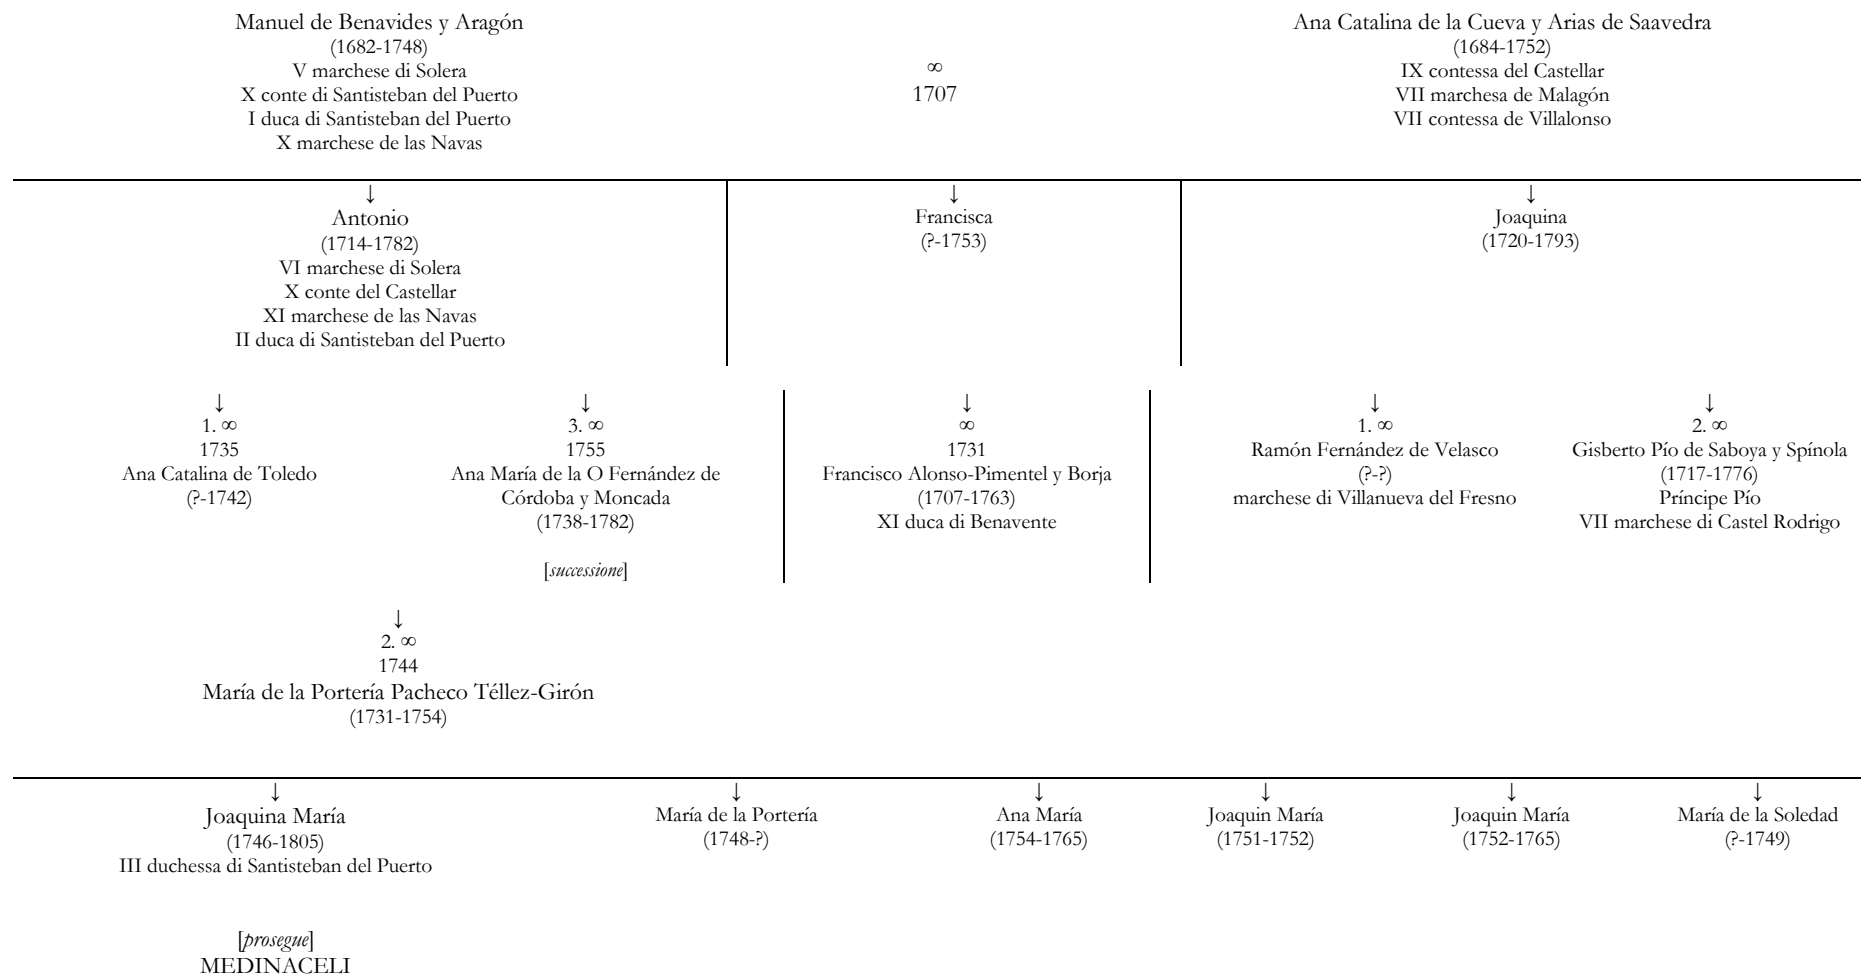 Manuel de Benavides y Aragón
(1682-1748)
V marchese di Solera
X conte di Santisteban del Puerto
I duca di Santisteban del Puerto
X marchese de las Navas
∞
1707
Ana Catalina de la Cueva y Arias de Saavedra
(1684-1752)
IX contessa del Castellar
VII marchesa de Malagón
VII contessa de Villalonso
↓
Antonio
(1714-1782)
VI marchese di Solera
X conte del Castellar
XI marchese de las Navas
II duca di Santisteban del Puerto
↓
Francisca
(?-1753)
↓
Joaquina
(1720-1793)
↓
1. ∞
1735
Ana Catalina de Toledo
(?-1742)
↓
3. ∞
1755
Ana María de la O Fernández de
Córdoba y Moncada
(1738-1782)
[successione]
↓
∞
1731
Francisco Alonso-Pimentel y Borja
(1707-1763)
XI duca di Benavente
↓
1. ∞
Ramón Fernández de Velasco
(?-?)
marchese di Villanueva del Fresno
↓
2. ∞
Gisberto Pío de Saboya y Spínola
(1717-1776)
Príncipe Pío
VII marchese di Castel Rodrigo
↓
2. ∞
1744
María de la Portería Pacheco Téllez-Girón
(1731-1754)
↓
Joaquina María
(1746-1805)
III duchessa di Santisteban del Puerto
[prosegue]
MEDINACELI
↓
María de la Portería
(1748-?)
↓
Ana María
(1754-1765)
↓
Joaquin María
(1751-1752)
↓
Joaquin María
(1752-1765)
↓
María de la Soledad
(?-1749)